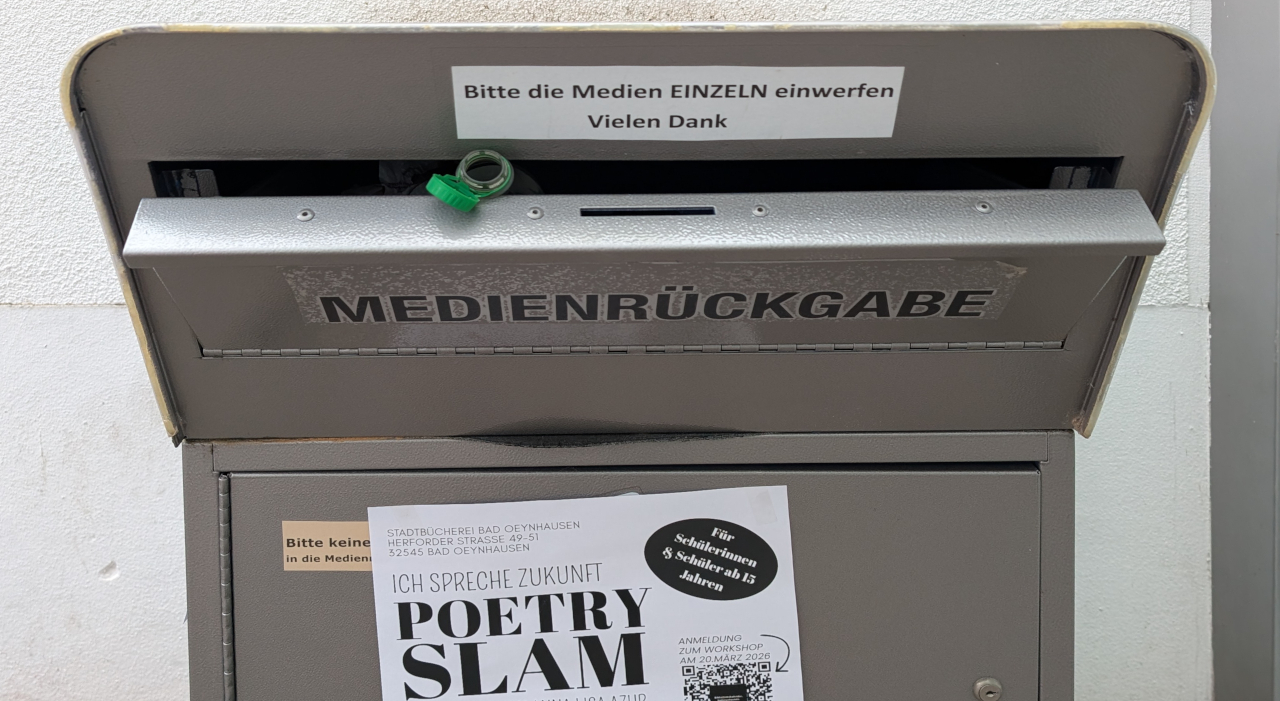 Bitte die Medien EINZELN einwerfen
Vielen Dank
MEDIENRÜCKGABE
Bitte keine
in die Medien
STADTBÜCHEREI BAD OEYNHAUSEN
HERFORDER STRASSE 49-51
32545 BAD OEYNHAUSEN
Für
Schülerinnen
& Schüler ab 15
Jahren
ICH SPRECHE ZUKUNFT
POETRY
SLAM
ANMELDUNG
ZUM WORKSHOP
AM 20.MÄRZ 2026